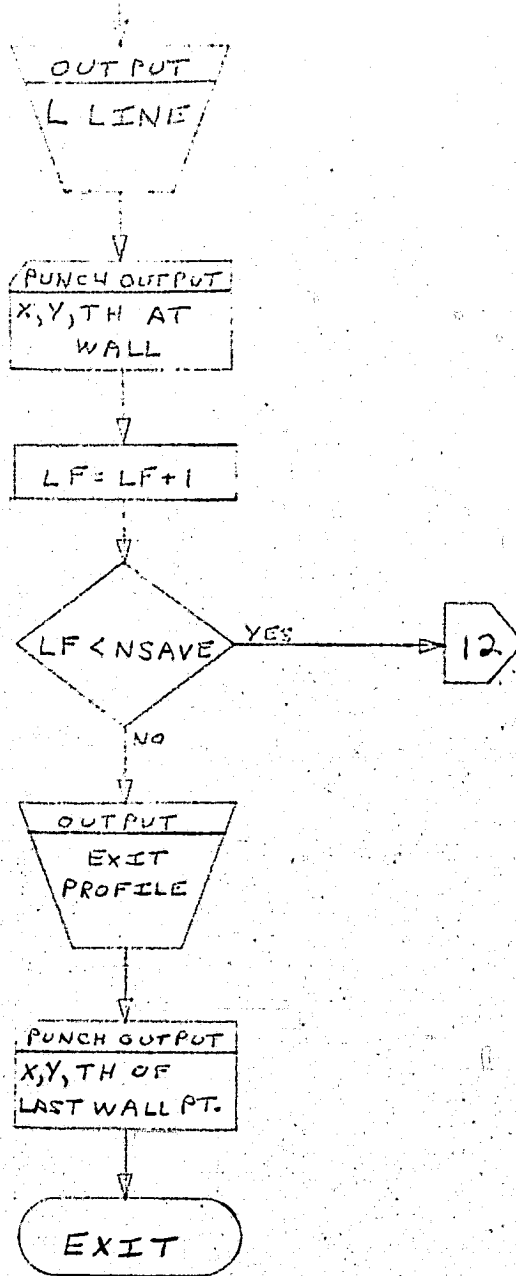 OUTPUT
L LINE
PUNCH OUTPUT
X, Y, TH AT
WALL
LF = LF + 1
LF < NSAVE
YES
12
NO
OUTPUT
EXIT
PROFILE
PUNCH OUTPUT
X, Y, TH OF
LAST WALL PT.
EXIT